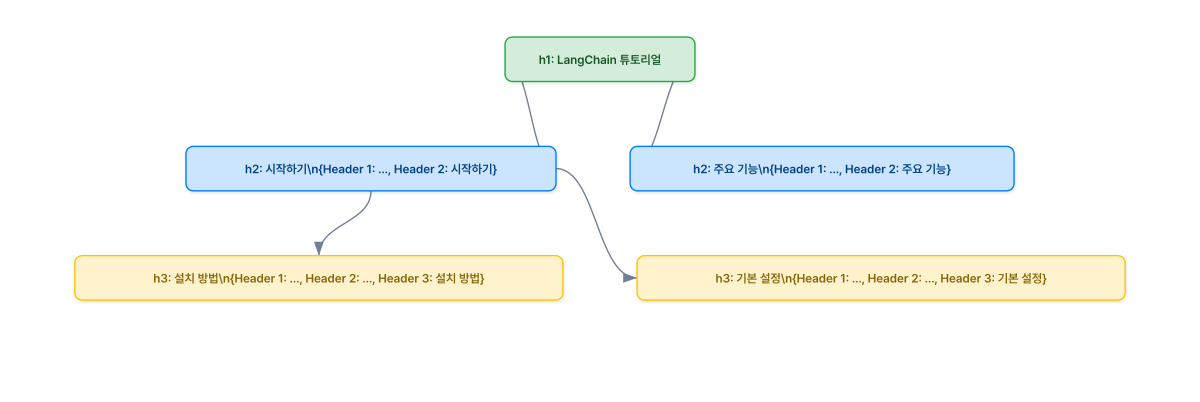 h1: LangChain 튜토리얼
h2: 시작하기\n{Header 1: ..., Header 2: 시작하기}
h2: 주요 기능\n{Header 1: ..., Header 2: 주요 기능}
h3: 설치 방법\n{Header 1: ..., Header 2: ..., Header 3: 설치 방법}
h3: 기본 설정\n{Header 1: ..., Header 2: ..., Header 3: 기본 설정}